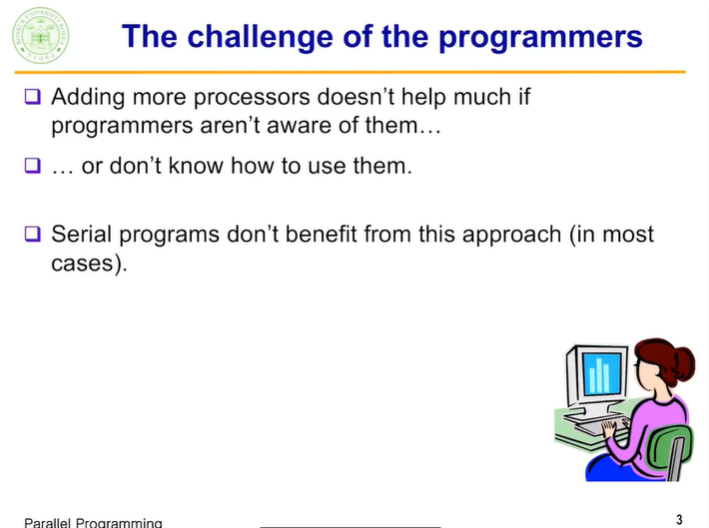 The challenge of the programmers
Adding more processors doesn't help much if
programmers aren't aware of them…
… or don't know how to use them.
Serial programs don't benefit from this approach (in most
cases).
Parallel Programming
3